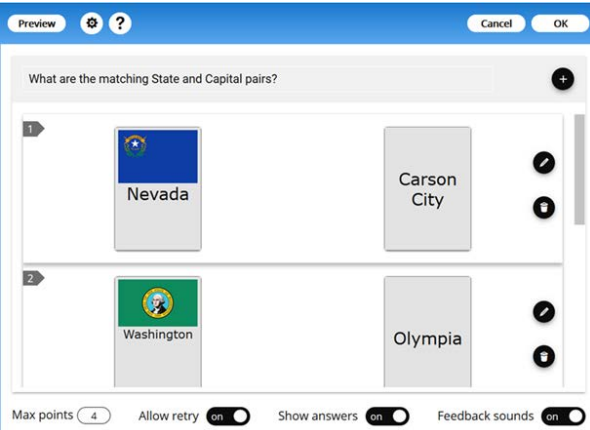 Preview ? Cancel OK
What are the matching State and Capital pairs? +
1
Nevada
Carson
City
2
Washington
Olympia
Max points 4 Allow retry on Show answers on Feedback sounds on